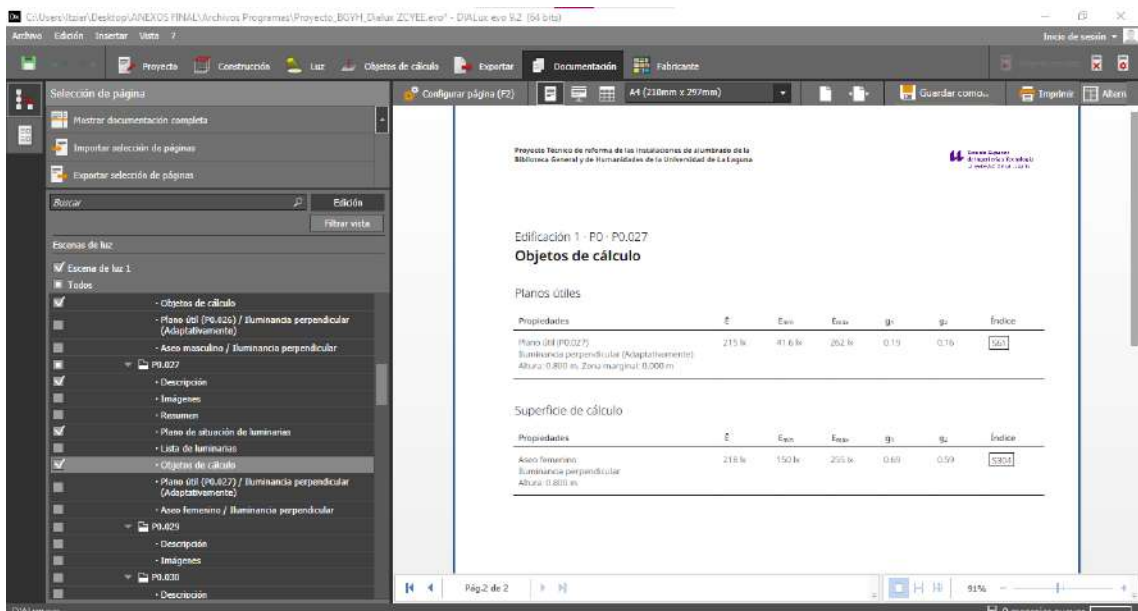 C:\Users\Itziar\Desktop\ANEXOS FINAL\Archivos Programas\Proyecto_BGYH_Dialux ZCYEE.evo* - DIALux evo 9.2 (64 bits)
Archivo Edición Insertar Vista ?
Inicio de sesión
Proyecto Construcción Luz Objetos de cálculo Exportar Documentación Fabricante
Selección de página
Configurar página (F2) A4 (210mm x 297mm) Guardar como... Imprimir Altern
Mostrar documentación completa
Importar selección de páginas
Exportar selección de páginas
Buscar Edición
Filtrar vista
Escenas de luz
Escena de luz 1
Todos
- Objetos de cálculo
- Plano útil (P0.026) / Iluminancia perpendicular (Adaptativamente)
- Aseo masculino / Iluminancia perpendicular
P0.027
- Descripción
- Imágenes
- Resumen
- Plano de situación de luminarias
- Lista de luminarias
- Objetos de cálculo
- Plano útil (P0.027) / Iluminancia perpendicular (Adaptativamente)
- Aseo femenino / Iluminancia perpendicular
P0.029
- Descripción
- Imágenes
P0.030
- Descripción
Proyecto Técnico de reforma de las instalaciones de alumbrado de la
Biblioteca General y de Humanidades de la Universidad de La Laguna
Edificación 1 · P0 · P0.027
Objetos de cálculo
Planos útiles
Propiedades Ē Emin Emax g1 g2 Índice
Plano útil (P0.027) 215 lx 41.6 lx 262 lx 0.19 0.16 S61
Iluminancia perpendicular (Adaptativamente)
Altura: 0.800 m, Zona marginal: 0.000 m
Superficie de cálculo
Propiedades Ē Emin Emax g1 g2 Índice
Aseo femenino 218 lx 150 lx 255 lx 0.69 0.59 S304
Iluminancia perpendicular
Altura: 0.800 m
Pág.2 de 2
91%